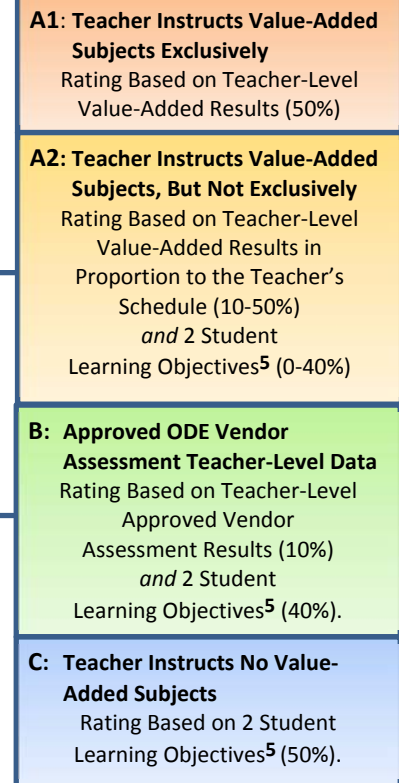 A1: Teacher Instructs Value-Added
Subjects Exclusively
Rating Based on Teacher-Level
Value-Added Results (50%)
A2: Teacher Instructs Value-Added
Subjects, But Not Exclusively
Rating Based on Teacher-Level
Value-Added Results in
Proportion to the Teacher’s
Schedule (10-50%)
and 2 Student
Learning Objectives5 (0-40%)
B: Approved ODE Vendor
Assessment Teacher-Level Data
Rating Based on Teacher-Level
Approved Vendor
Assessment Results (10%)
and 2 Student
Learning Objectives5 (40%).
C: Teacher Instructs No Value-
Added Subjects
Rating Based on 2 Student
Learning Objectives5 (50%).